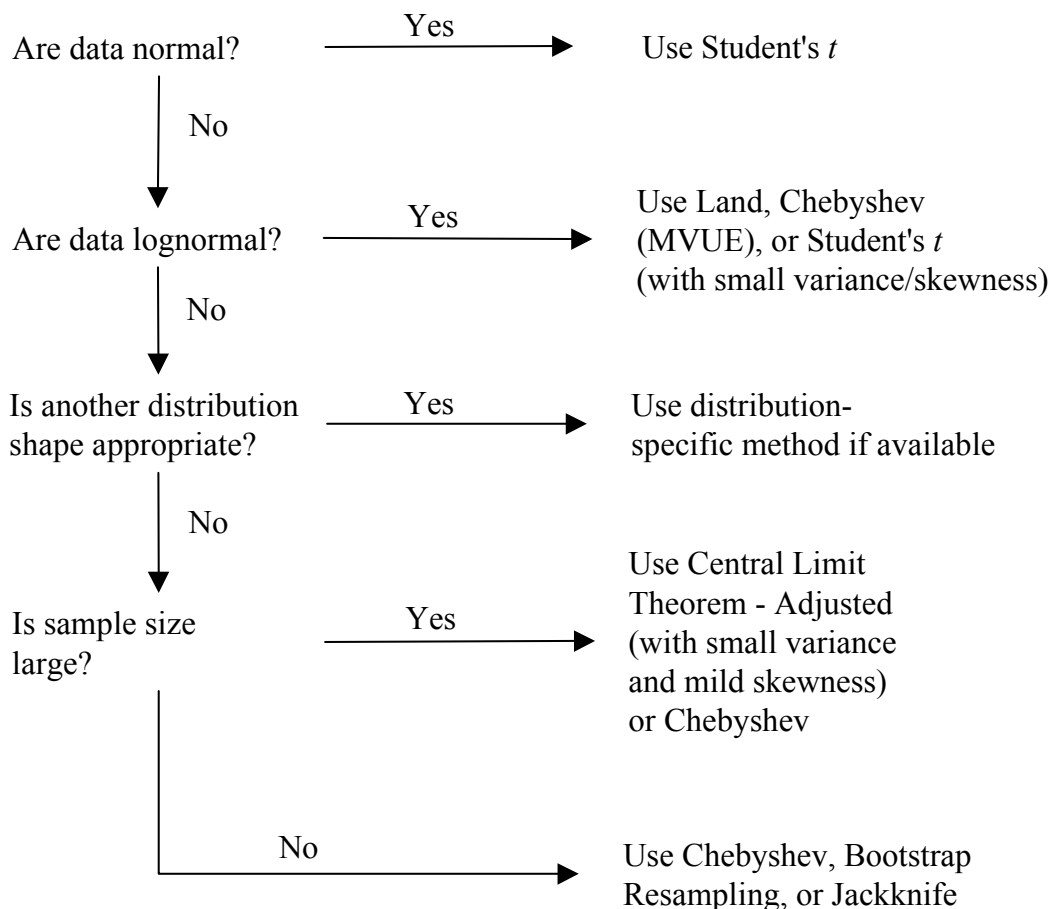 Are data normal?
Yes
Use Student's t
No
Are data lognormal?
Yes
Use Land, Chebyshev
(MVUE), or Student's t
(with small variance/skewness)
No
Is another distribution
shape appropriate?
Yes
Use distribution-
specific method if available
No
Is sample size
large?
Yes
Use Central Limit
Theorem - Adjusted
(with small variance
and mild skewness)
or Chebyshev
No
Use Chebyshev, Bootstrap
Resampling, or Jackknife